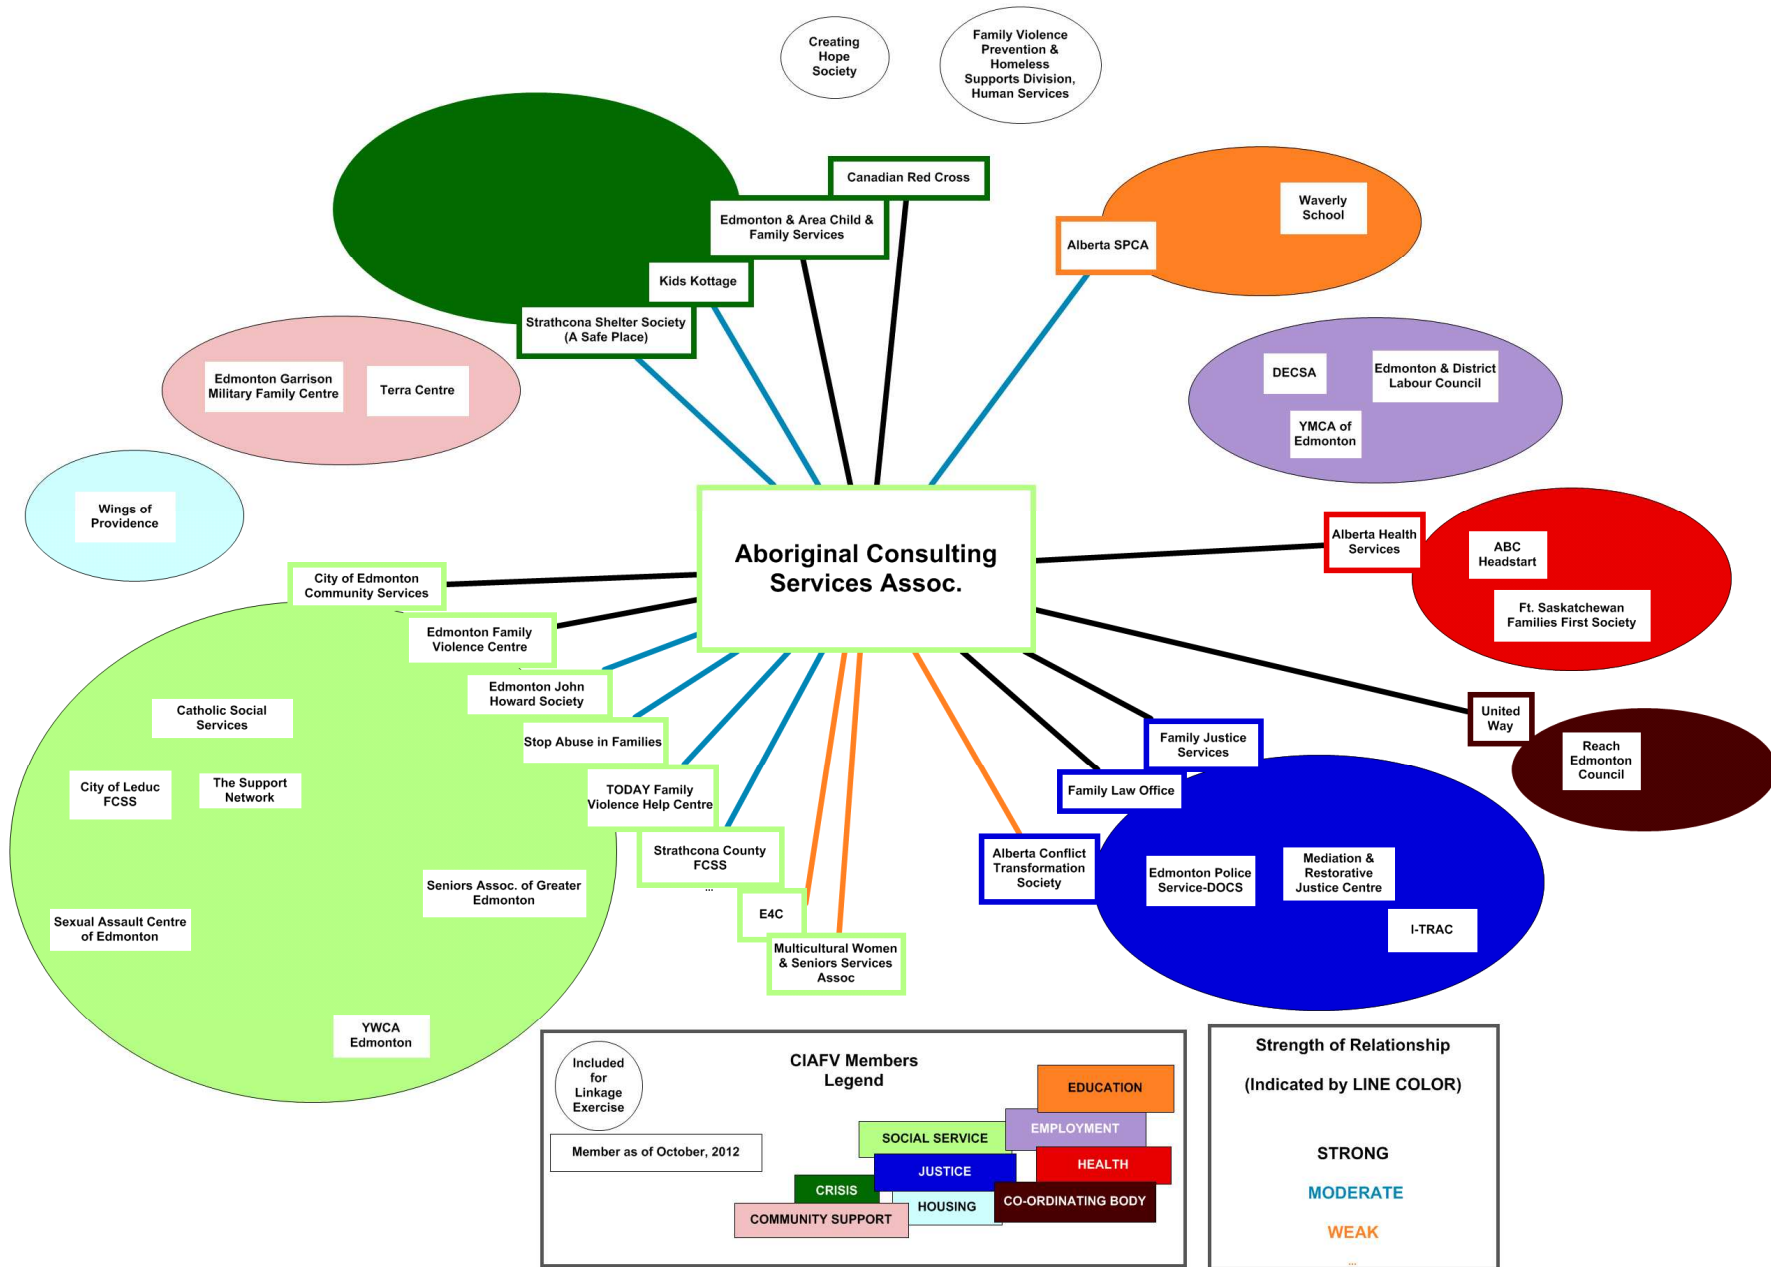 Creating
Hope
Society
Family Violence
Prevention &
Homeless
Supports Division,
Human Services
Canadian Red Cross
Edmonton & Area Child &
Family Services
Kids Kottage
Strathcona Shelter Society
(A Safe Place)
Alberta SPCA
Waverly
School
Edmonton Garrison
Military Family Centre
Terra Centre
DECSA
Edmonton & District
Labour Council
YMCA of
Edmonton
Wings of
Providence
Aboriginal Consulting
Services Assoc.
Alberta Health
Services
ABC
Headstart
Ft. Saskatchewan
Families First Society
City of Edmonton
Community Services
Edmonton Family
Violence Centre
Edmonton John
Howard Society
Stop Abuse in Families
TODAY Family
Violence Help Centre
Strathcona County
FCSS
...
E4C
Multicultural Women
& Seniors Services
Assoc
Catholic Social
Services
City of Leduc
FCSS
The Support
Network
Seniors Assoc. of Greater
Edmonton
Sexual Assault Centre
of Edmonton
YWCA
Edmonton
United
Way
Reach
Edmonton
Council
Family Justice
Services
Family Law Office
Alberta Conflict
Transformation
Society
Edmonton Police
Service-DOCS
Mediation &
Restorative
Justice Centre
I-TRAC
Included
for
Linkage
Exercise
Member as of October, 2012
CIAFV Members
Legend
EDUCATION
EMPLOYMENT
SOCIAL SERVICE
HEALTH
JUSTICE
CRISIS
HOUSING
CO-ORDINATING BODY
COMMUNITY SUPPORT
Strength of Relationship
(Indicated by LINE COLOR)
STRONG
MODERATE
WEAK
...